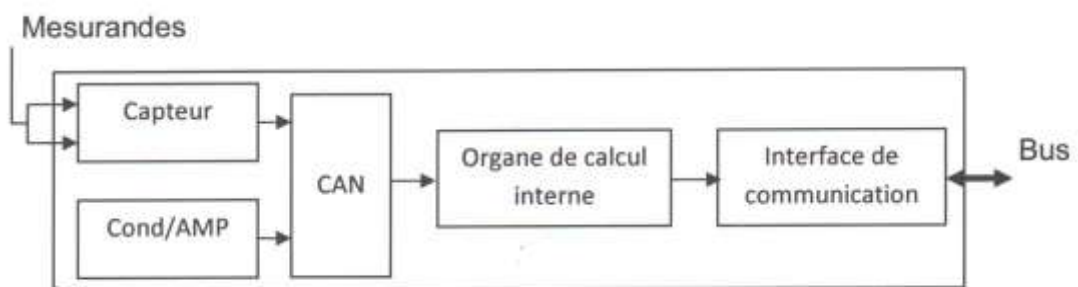 Mesurandes
Capteur
Cond/AMP
CAN
Organe de calcul
interne
Interface de
communication
Bus